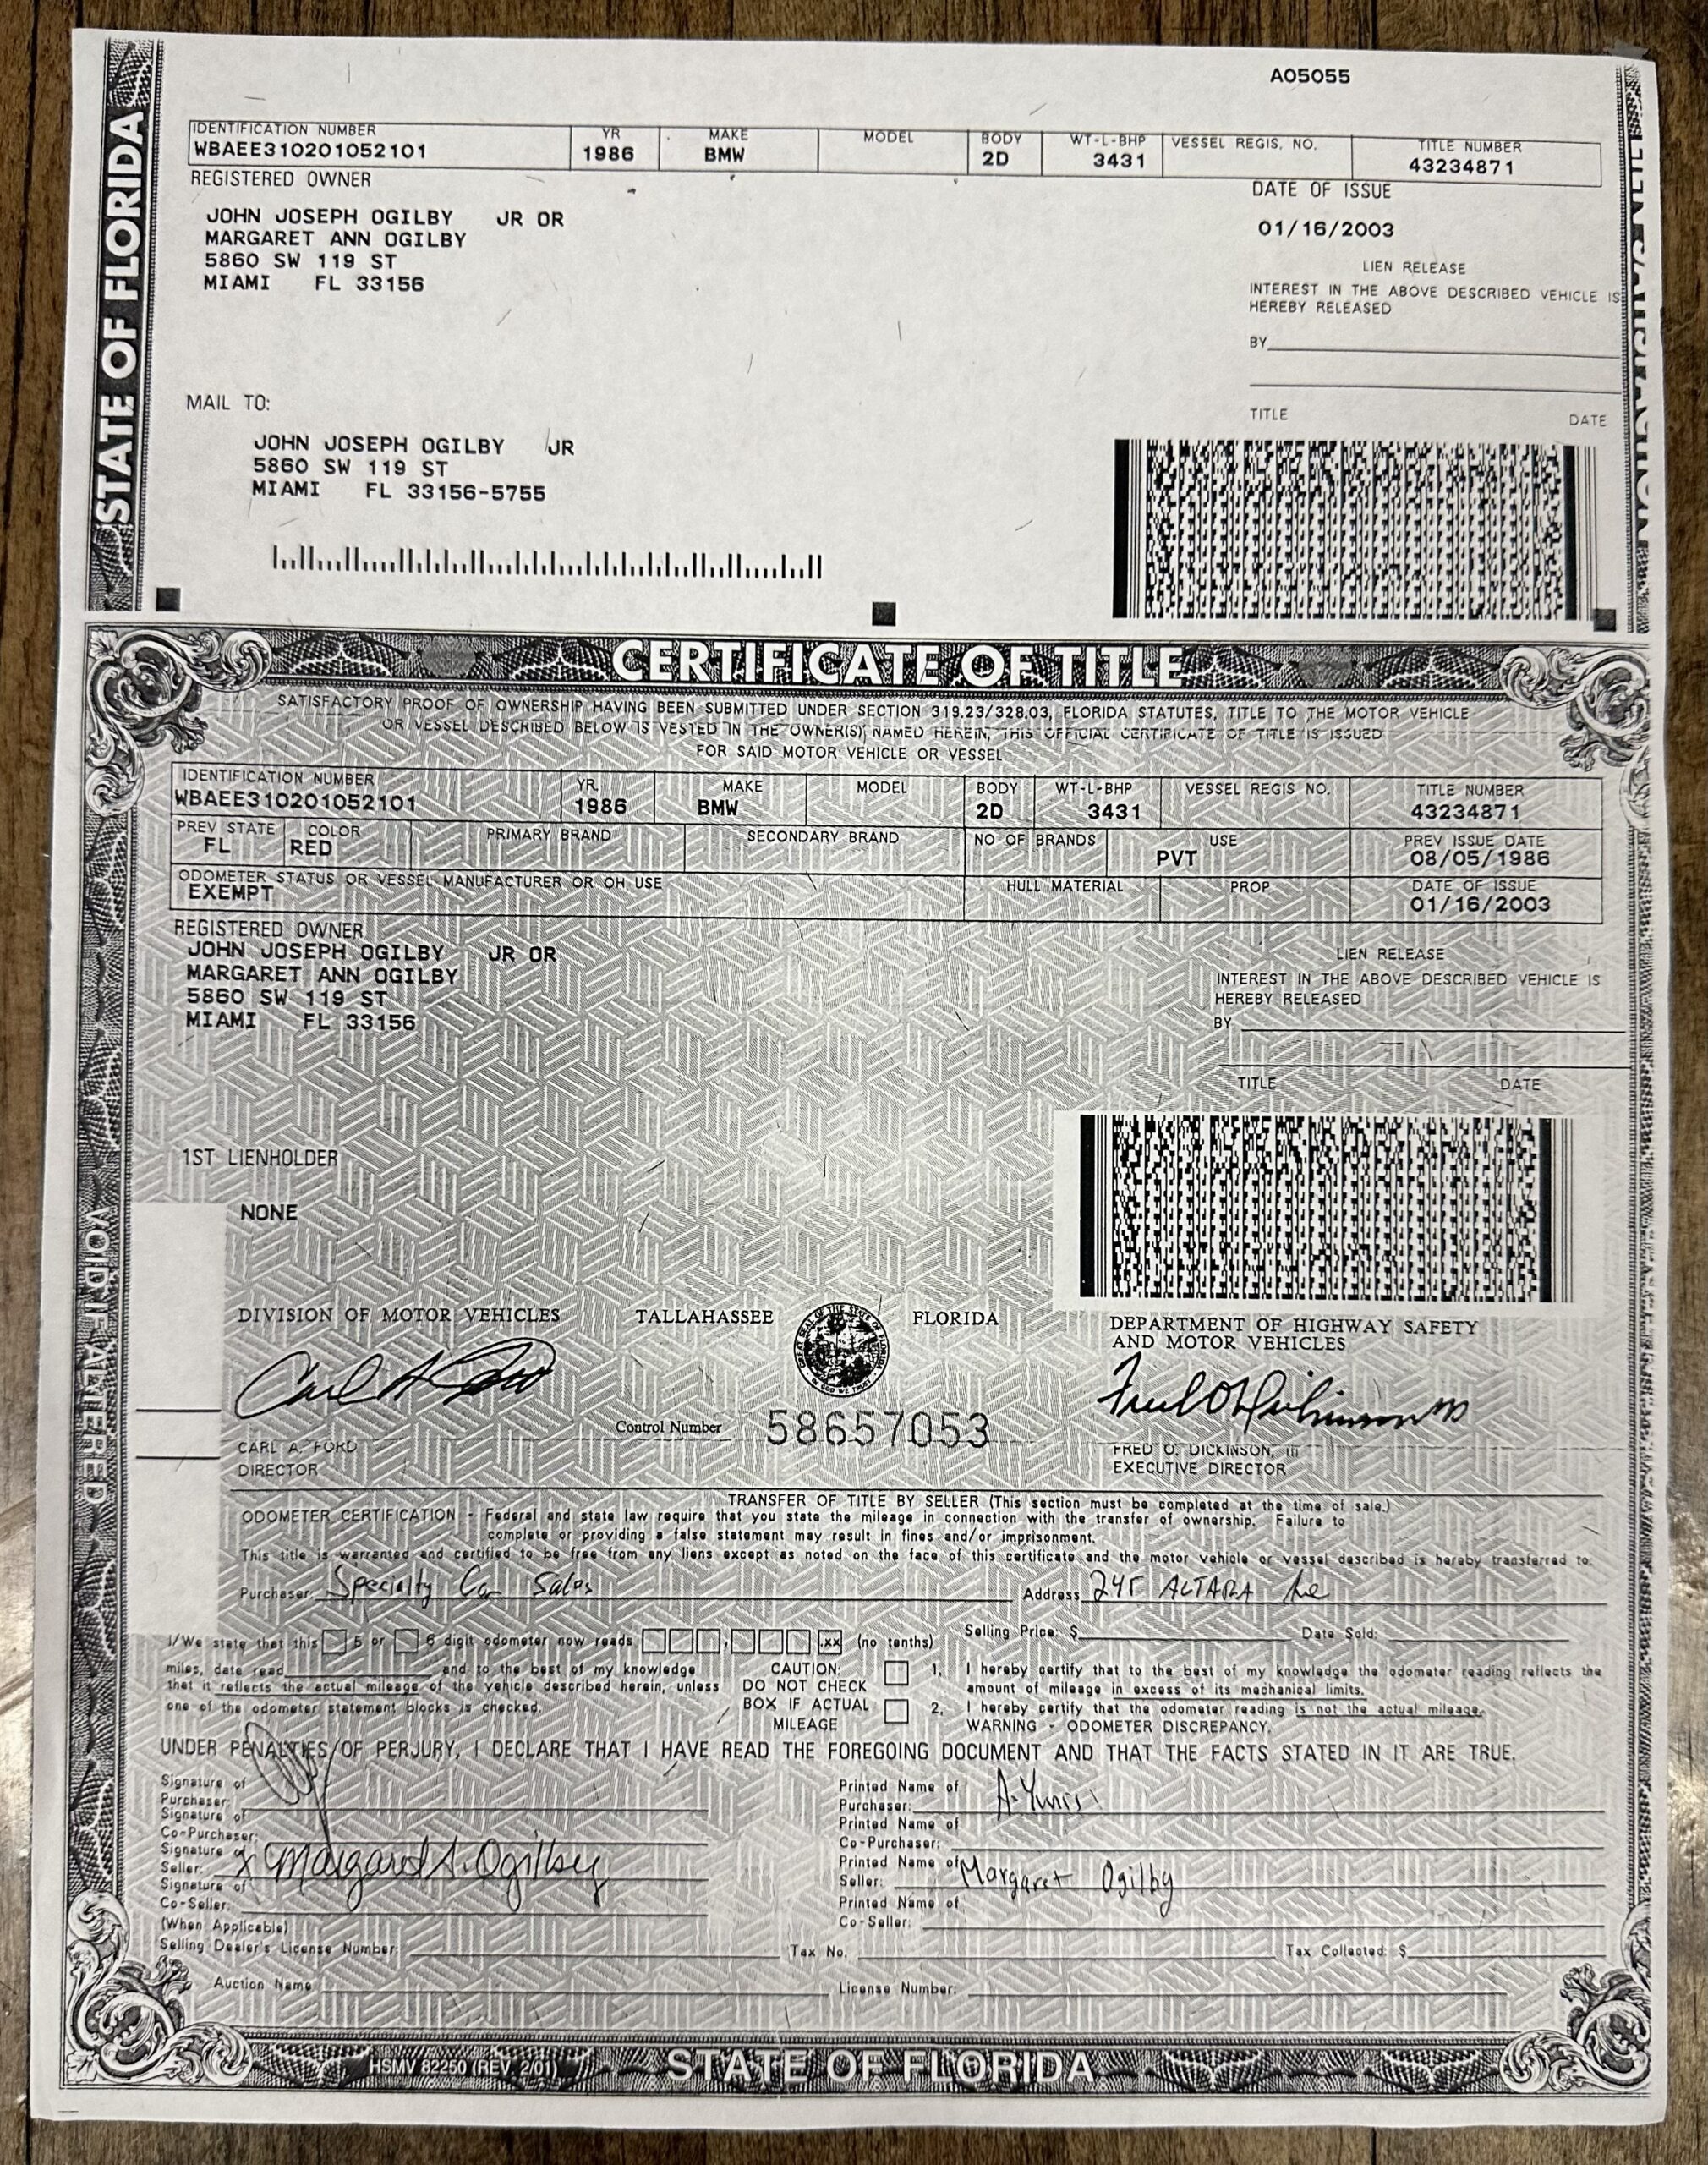 A05055
STATE OF FLORIDA
IDENTIFICATION NUMBER YR MAKE MODEL BODY WT-L-BHP VESSEL REGIS. NO. TITLE NUMBER
WBAEE310201052101 1986 BMW 2D 3431 43234871
REGISTERED OWNER DATE OF ISSUE
JOHN JOSEPH OGILBY JR OR
MARGARET ANN OGILBY
5860 SW 119 ST
MIAMI FL 33156
01/16/2003
LIEN RELEASE
INTEREST IN THE ABOVE DESCRIBED VEHICLE IS
HEREBY RELEASED
BY
TITLE DATE
MAIL TO:
JOHN JOSEPH OGILBY JR
5860 SW 119 ST
MIAMI FL 33156-5755
CERTIFICATE OF TITLE
SATISFACTORY PROOF OF OWNERSHIP HAVING BEEN SUBMITTED UNDER SECTION 319.23/328.03, FLORIDA STATUTES, TITLE TO THE MOTOR VEHICLE
OR VESSEL DESCRIBED BELOW IS VESTED IN THE OWNER(S) NAMED HEREIN, THIS OFFICIAL CERTIFICATE OF TITLE IS ISSUED
FOR SAID MOTOR VEHICLE OR VESSEL
IDENTIFICATION NUMBER YR. MAKE MODEL BODY WT-L-BHP VESSEL REGIS NO. TITLE NUMBER
WBAEE310201052101 1986 BMW 2D 3431 43234871
PREV STATE COLOR PRIMARY BRAND SECONDARY BRAND NO OF BRANDS USE PREV ISSUE DATE
FL RED PVT 08/05/1986
ODOMETER STATUS OR VESSEL MANUFACTURER OR OH USE HULL MATERIAL PROP DATE OF ISSUE
EXEMPT 01/16/2003
REGISTERED OWNER
JOHN JOSEPH OGILBY JR OR
MARGARET ANN OGILBY
5860 SW 119 ST
MIAMI FL 33156
LIEN RELEASE
INTEREST IN THE ABOVE DESCRIBED VEHICLE IS
HEREBY RELEASED
BY
TITLE DATE
1ST LIENHOLDER
NONE
VOID IF ALTERED
DIVISION OF MOTOR VEHICLES TALLAHASSEE FLORIDA
DEPARTMENT OF HIGHWAY SAFETY
AND MOTOR VEHICLES
Control Number 58657053
CARL A. FORD
DIRECTOR
FRED O. DICKINSON, III
EXECUTIVE DIRECTOR
TRANSFER OF TITLE BY SELLER (This section must be completed at the time of sale.)
ODOMETER CERTIFICATION - Federal and state law require that you state the mileage in connection with the transfer of ownership. Failure to
complete or providing a false statement may result in fines and/or imprisonment.
This title is warranted and certified to be free from any liens except as noted on the face of this certificate and the motor vehicle or vessel described is hereby transferred to:
Purchaser: Specialty Car Sales Address 245 ALTARA Ave
Selling Price: $ Date Sold:
I/We state that this 5 or 6 digit odometer now reads , .xx (no tenths)
miles, date read and to the best of my knowledge
that it reflects the actual mileage of the vehicle described herein, unless
one of the odometer statement blocks is checked.
CAUTION:
DO NOT CHECK
BOX IF ACTUAL
MILEAGE
1. I hereby certify that to the best of my knowledge the odometer reading reflects the
amount of mileage in excess of its mechanical limits.
2. I hereby certify that the odometer reading is not the actual mileage.
WARNING - ODOMETER DISCREPANCY.
UNDER PENALTIES OF PERJURY, I DECLARE THAT I HAVE READ THE FOREGOING DOCUMENT AND THAT THE FACTS STATED IN IT ARE TRUE.
Signature of
Purchaser:
Printed Name of
Purchaser: A. Yunis
Signature of
Co-Purchaser:
Printed Name of
Co-Purchaser:
Signature of
Seller: x Margaret A. Ogilby
Printed Name of
Seller: Margaret Ogilby
Signature of
Co-Seller:
Printed Name of
Co-Seller:
(When Applicable)
Selling Dealer's License Number: Tax No. Tax Collected: $
Auction Name License Number:
HSMV 82250 (REV. 2/01) STATE OF FLORIDA